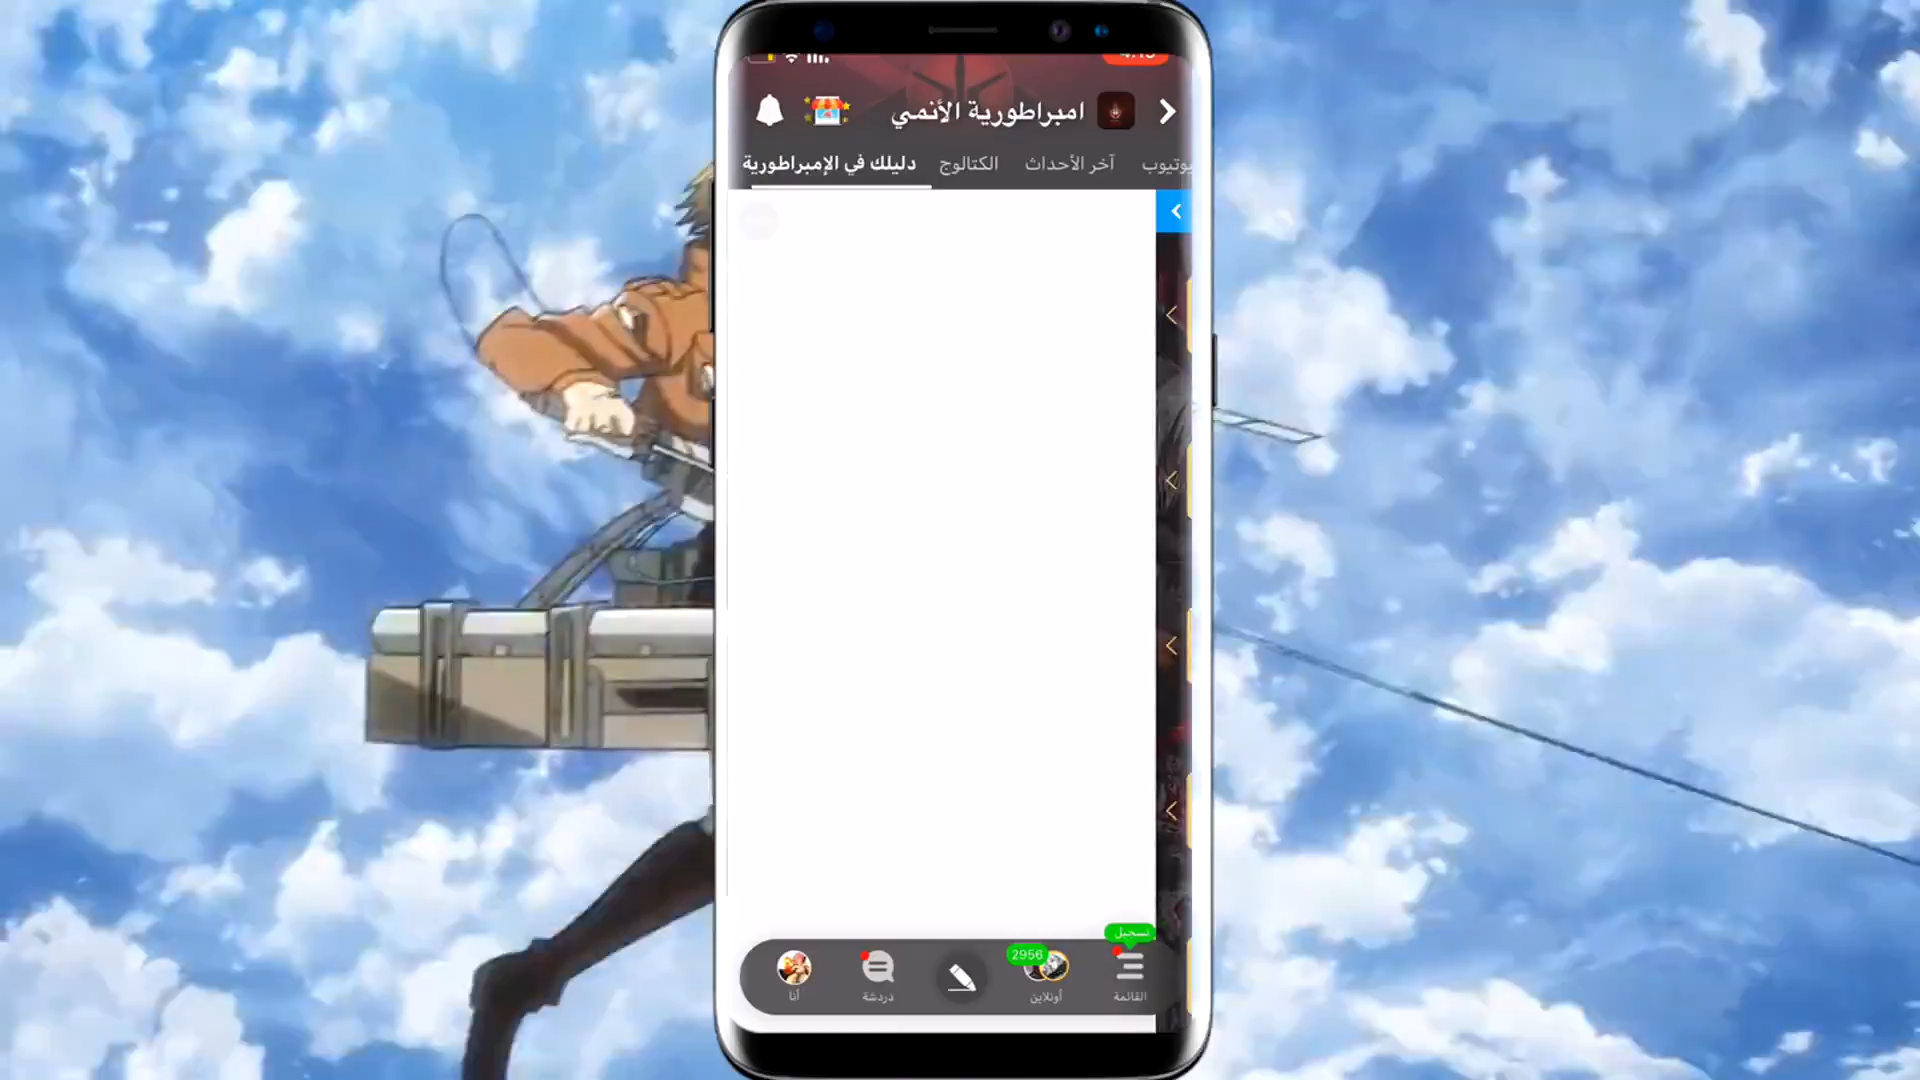 امبراطورية الأنمي
يوتيوب آخر الأحداث الكتالوج دليلك في الإمبراطورية
تسجيل
2956
القائمة أونلاين دردشة أنا